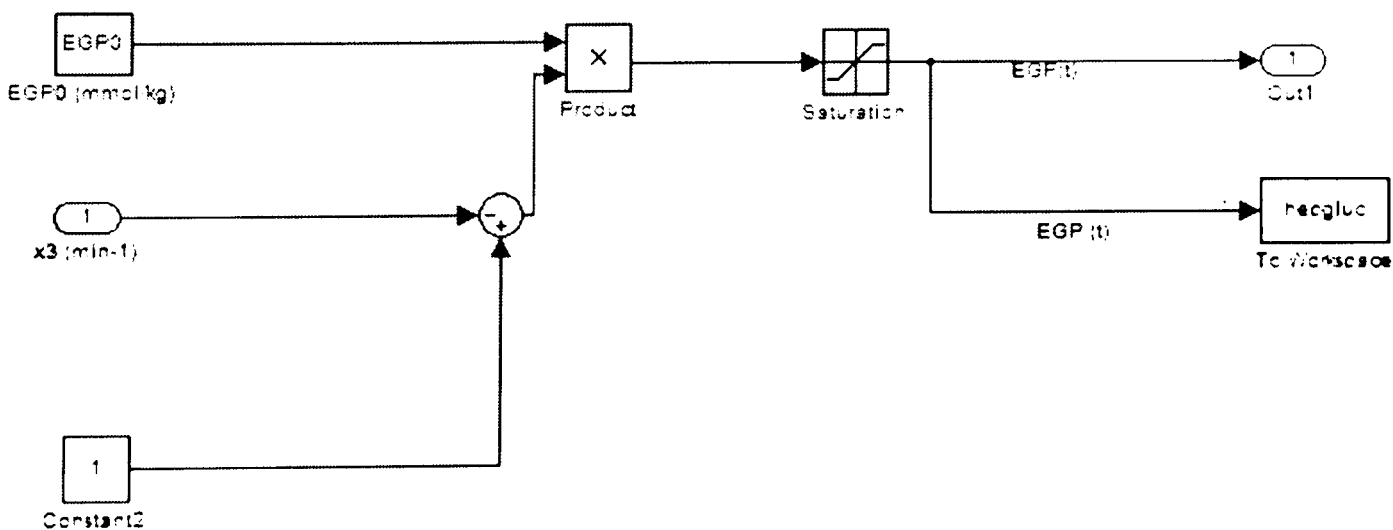 EGP0
EGP0 (mmol/kg)
×
Product
Saturation
EGP(t)
1
Out1
1
x3 (min-1)
-
+
EGP (t)
hepgluc
To Workspace
1
Constant2